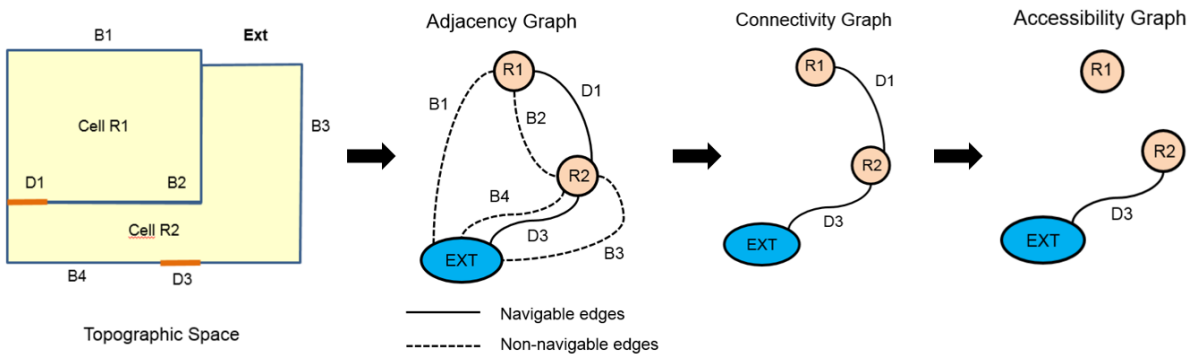 B1
Ext
Cell R1
B3
D1
B2
Cell R2
B4
D3
Topographic Space
Adjacency Graph
R1
B1
D1
B2
R2
B4
D3
B3
EXT
Navigable edges
Non-navigable edges
Connectivity Graph
R1
D1
R2
D3
EXT
Accessibility Graph
R1
R2
D3
EXT